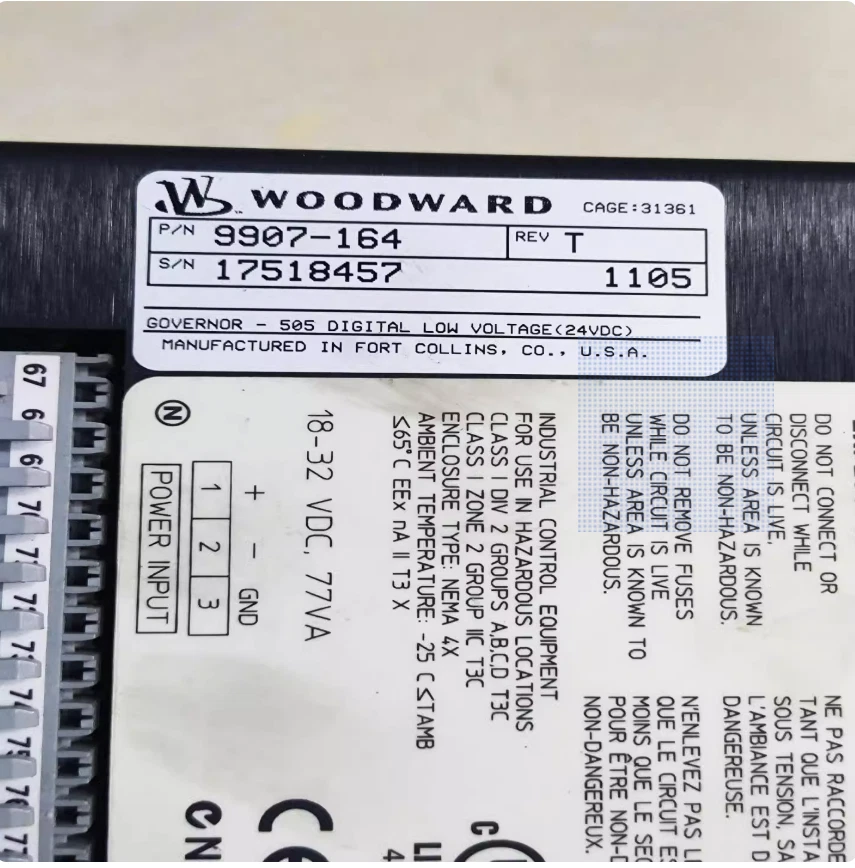 WOODWARD CAGE:31361
P/N 9907-164 REV T
S/N 17518457 1105
GOVERNOR - 505 DIGITAL LOW VOLTAGE(24VDC)
MANUFACTURED IN FORT COLLINS, CO., U.S.A.
DO NOT CONNECT OR
DISCONNECT WHILE
CIRCUIT IS LIVE,
UNLESS AREA IS KNOWN
TO BE NON-HAZARDOUS.
DO NOT REMOVE FUSES
WHILE CIRCUIT IS LIVE
UNLESS AREA IS KNOWN TO
BE NON-HAZARDOUS.
INDUSTRIAL CONTROL EQUIPMENT
FOR USE IN HAZARDOUS LOCATIONS
CLASS I DIV 2 GROUPS A,B,C,D T3C
CLASS I ZONE 2 GROUP IIC T3C
ENCLOSURE TYPE: NEMA 4X
AMBIENT TEMPERATURE: -25 C ≤TAMB
≤65°C EEx nA II T3 X
18-32 VDC, 77VA
+ - GND
1 2 3
POWER INPUT
N
NE PAS RACCORDE
TANT QUE L'INSTA
SOUS TENSION, SA
L'AMBIANCE EST D
DANGEREUSE.
N'ENLEVEZ PAS L
QUE LE CIRCUIT ES
MOINS QUE LE SEC
POUR ÊTRE NON-D
NON-DANGEREUX.
CE
67